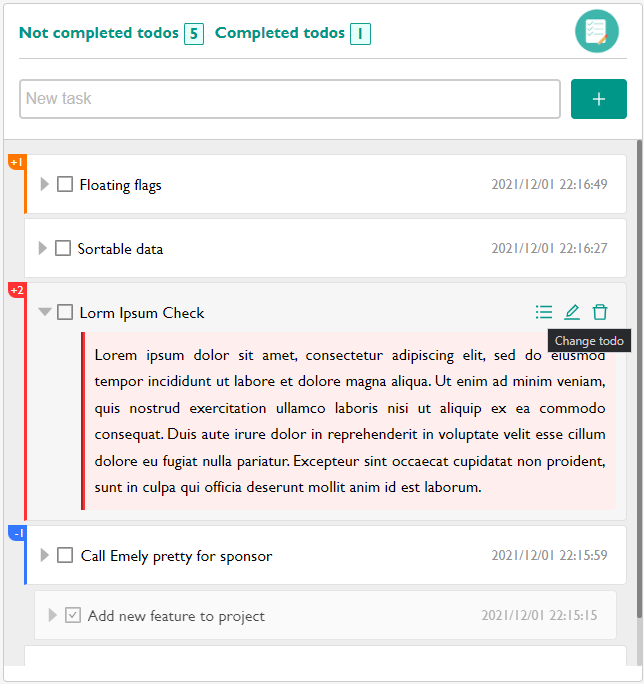 Not completed todos 5 Completed todos 1
New task
+
+1
Floating flags 2021/12/01 22:16:49
Sortable data 2021/12/01 22:16:27
+2
Lorm Ipsum Check
Change todo
Lorem ipsum dolor sit amet, consectetur adipiscing elit, sed do eiusmod
tempor incididunt ut labore et dolore magna aliqua. Ut enim ad minim veniam,
quis nostrud exercitation ullamco laboris nisi ut aliquip ex ea commodo
consequat. Duis aute irure dolor in reprehenderit in voluptate velit esse cillum
dolore eu fugiat nulla pariatur. Excepteur sint occaecat cupidatat non proident,
sunt in culpa qui officia deserunt mollit anim id est laborum.
-1
Call Emely pretty for sponsor 2021/12/01 22:15:59
Add new feature to project 2021/12/01 22:15:15